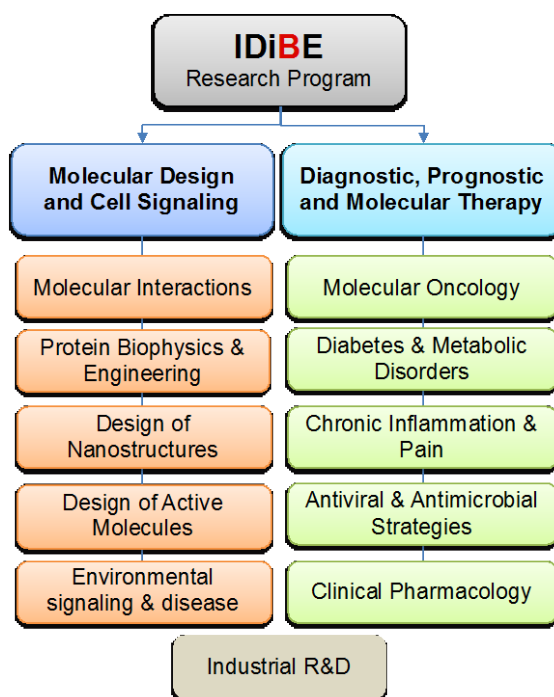 IDiBE
Research Program
Molecular Design
and Cell Signaling
Diagnostic, Prognostic
and Molecular Therapy
Molecular Interactions
Molecular Oncology
Protein Biophysics &
Engineering
Diabetes & Metabolic
Disorders
Design of
Nanostructures
Chronic Inflammation &
Pain
Design of Active
Molecules
Antiviral & Antimicrobial
Strategies
Environmental
signaling & disease
Clinical Pharmacology
Industrial R&D